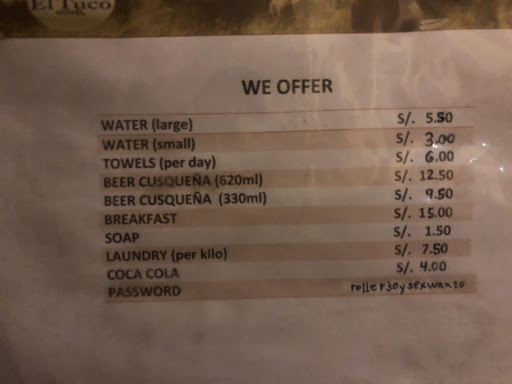 El Tuco
HOTEL
WE OFFER
WATER (large) S/. 5.50
WATER (small) S/. 3.00
TOWELS (per day) S/. 6.00
BEER CUSQUEÑA (620ml) S/. 12.50
BEER CUSQUEÑA (330ml) S/. 9.50
BREAKFAST S/. 15.00
SOAP S/. 1.50
LAUNDRY (per kilo) S/. 7.50
COCA COLA S/. 4.00
PASSWORD